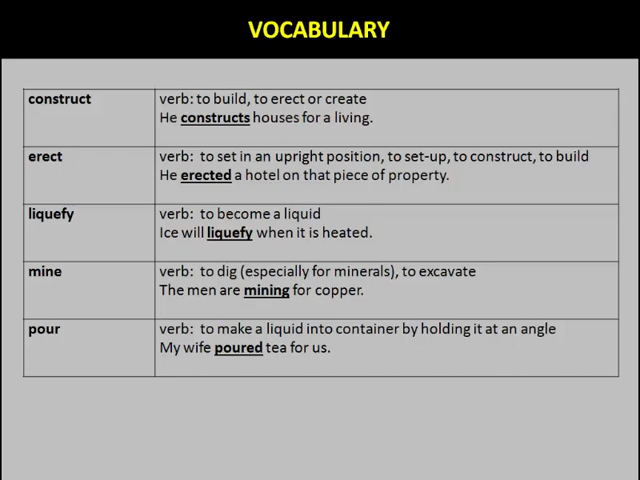 VOCABULARY
construct
verb: to build, to erect or create
He constructs houses for a living.
erect
verb: to set in an upright position, to set-up, to construct, to build
He erected a hotel on that piece of property.
liquefy
verb: to become a liquid
Ice will liquefy when it is heated.
mine
verb: to dig (especially for minerals), to excavate
The men are mining for copper.
pour
verb: to make a liquid into container by holding it at an angle
My wife poured tea for us.